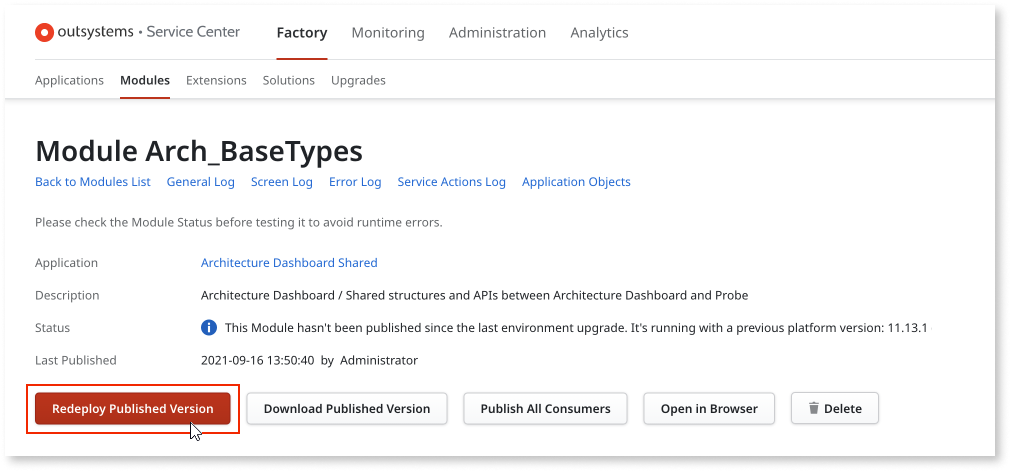 outsystems • Service Center Factory Monitoring Administration Analytics
Applications Modules Extensions Solutions Upgrades
Module Arch_BaseTypes
Back to Modules List General Log Screen Log Error Log Service Actions Log Application Objects
Please check the Module Status before testing it to avoid runtime errors.
Application Architecture Dashboard Shared
Description Architecture Dashboard / Shared structures and APIs between Architecture Dashboard and Probe
Status This Module hasn't been published since the last environment upgrade. It's running with a previous platform version: 11.13.1
Last Published 2021-09-16 13:50:40 by Administrator
Redeploy Published Version Download Published Version Publish All Consumers Open in Browser Delete